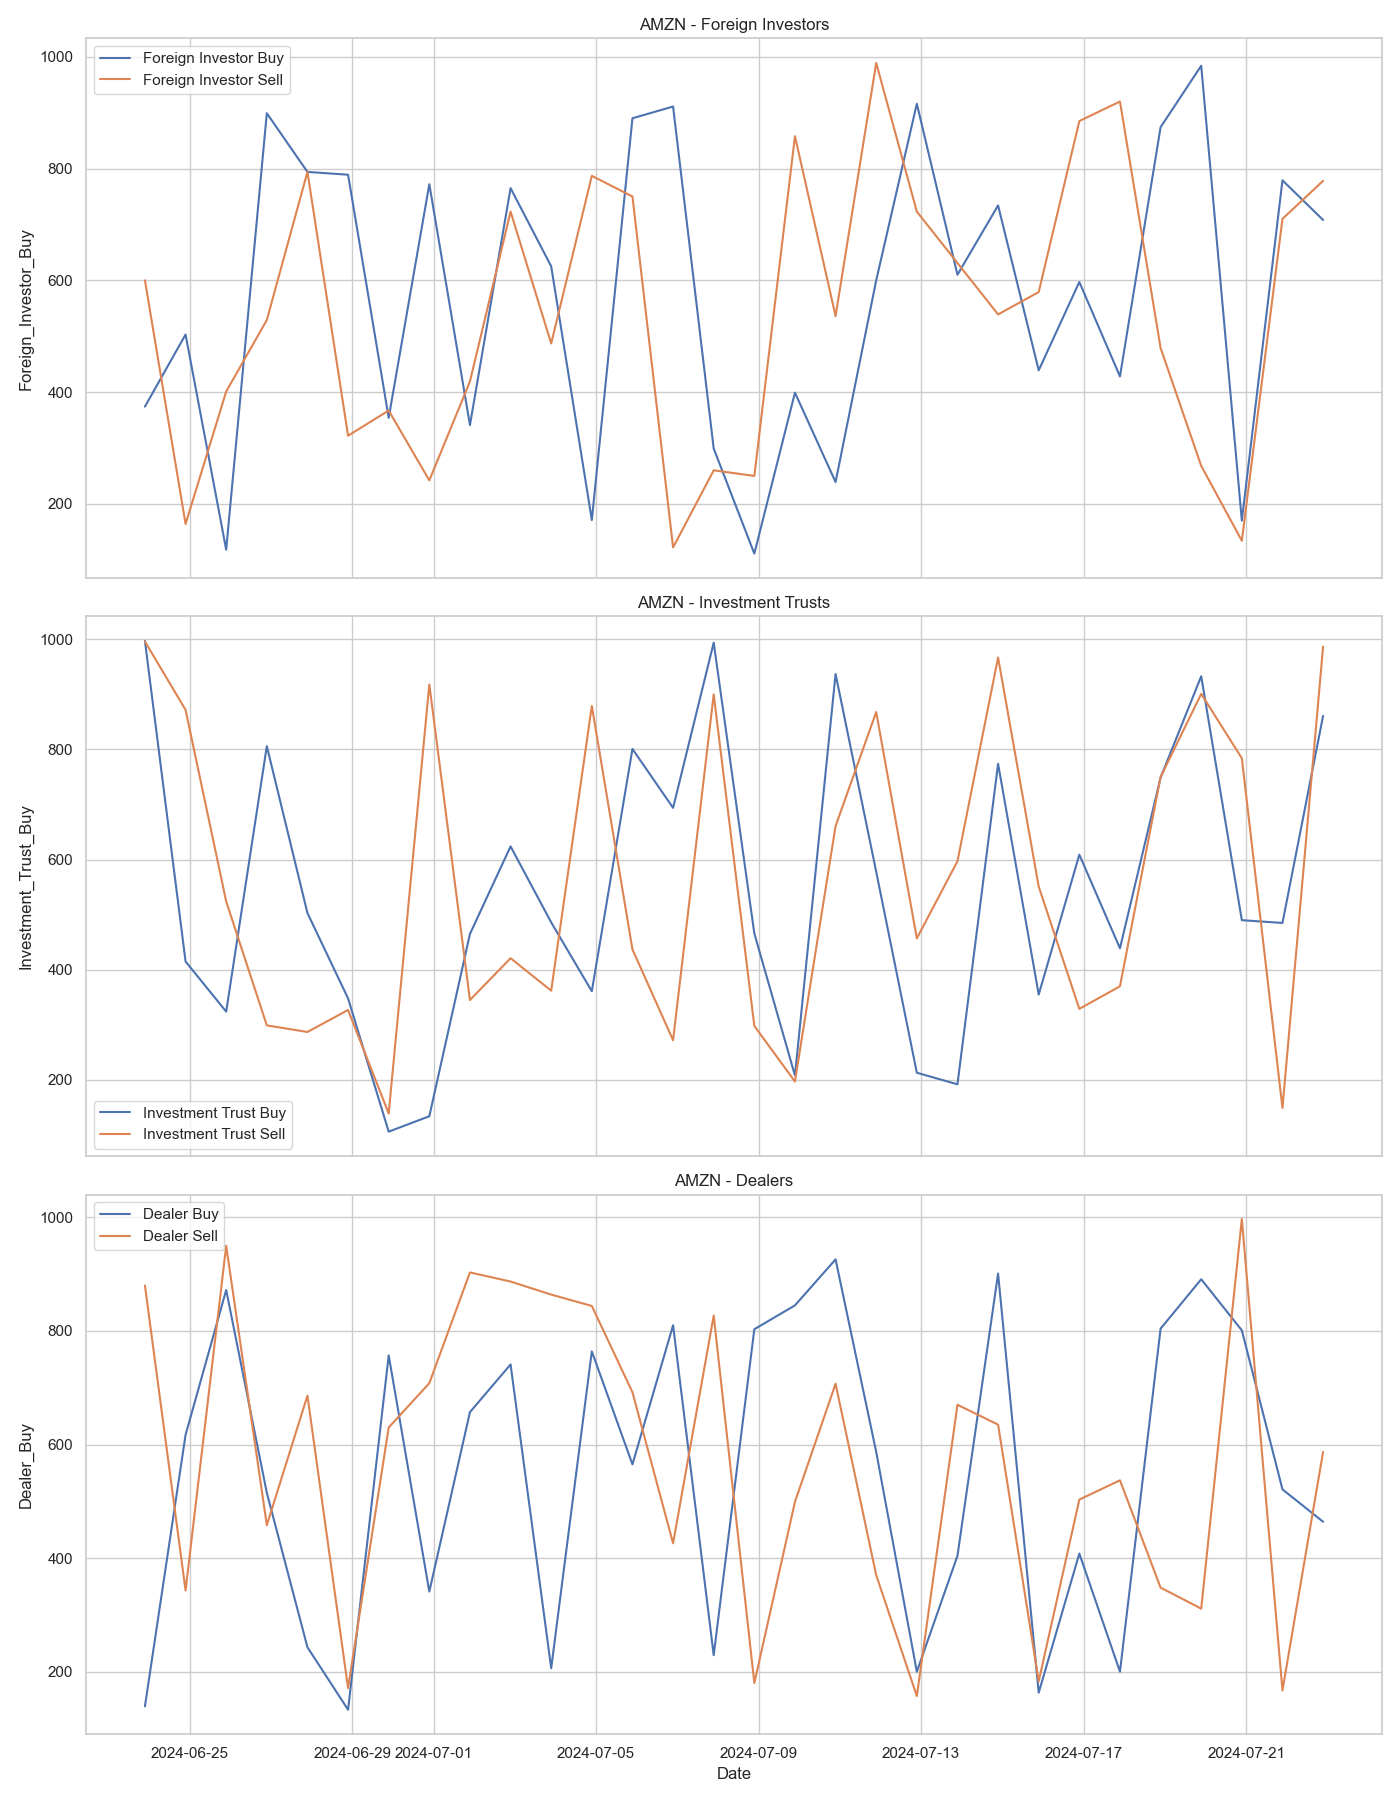 AMZN - Foreign Investors
Foreign Investor Buy
Foreign Investor Sell
1000
800
600
400
200
Foreign_Investor_Buy
AMZN - Investment Trusts
1000
800
600
400
200
Investment_Trust_Buy
Investment Trust Buy
Investment Trust Sell
AMZN - Dealers
Dealer Buy
Dealer Sell
1000
800
600
400
200
Dealer_Buy
2024-06-25 2024-06-29 2024-07-01 2024-07-05 2024-07-09 2024-07-13 2024-07-17 2024-07-21
Date